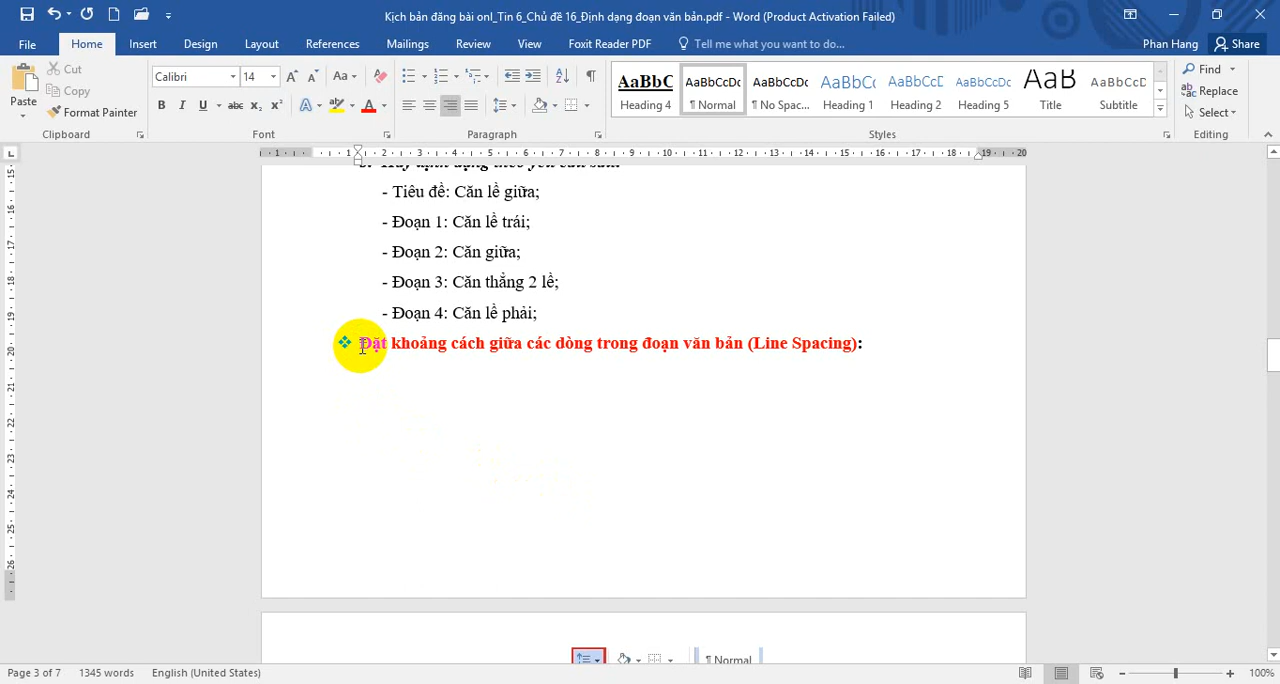 Kịch bản đăng bài onl_Tin 6_Chủ đề 16_Định dạng đoạn văn bản.pdf - Word (Product Activation Failed)
File Home Insert Design Layout References Mailings Review View Foxit Reader PDF Tell me what you want to do... Phan Hang Share
Paste
Cut
Copy
Format Painter
Clipboard
Calibri 14
Font
Paragraph
AaBbC AaBbCcDc AaBbCcDc AaBbCc AaBbCcD AaBbCcDc AaB AaBbCcD
Heading 4 ¶ Normal ¶ No Spac... Heading 1 Heading 2 Heading 5 Title Subtitle
Styles
Find
Replace
Select
Editing
- Tiêu đề: Căn lề giữa;
- Đoạn 1: Căn lề trái;
- Đoạn 2: Căn giữa;
- Đoạn 3: Căn thẳng 2 lề;
- Đoạn 4: Căn lề phải;
❖ Đặt khoảng cách giữa các dòng trong đoạn văn bản (Line Spacing):
¶ Normal
Page 3 of 7 1345 words English (United States) 100%